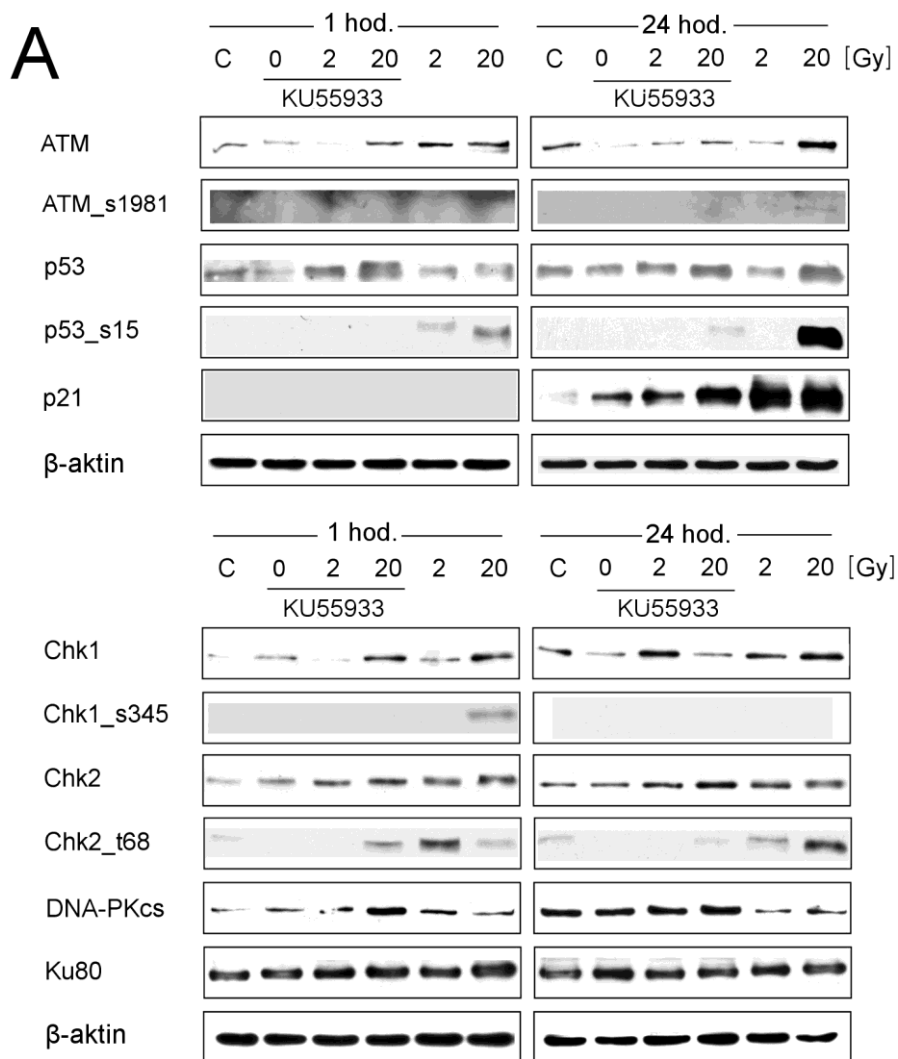 A
1 hod. 24 hod.
C 0 2 20 2 20 C 0 2 20 2 20 [Gy]
KU55933 KU55933
ATM
ATM_s1981
p53
p53_s15
p21
β-aktin
1 hod. 24 hod.
C 0 2 20 2 20 C 0 2 20 2 20 [Gy]
KU55933 KU55933
Chk1
Chk1_s345
Chk2
Chk2_t68
DNA-PKcs
Ku80
β-aktin